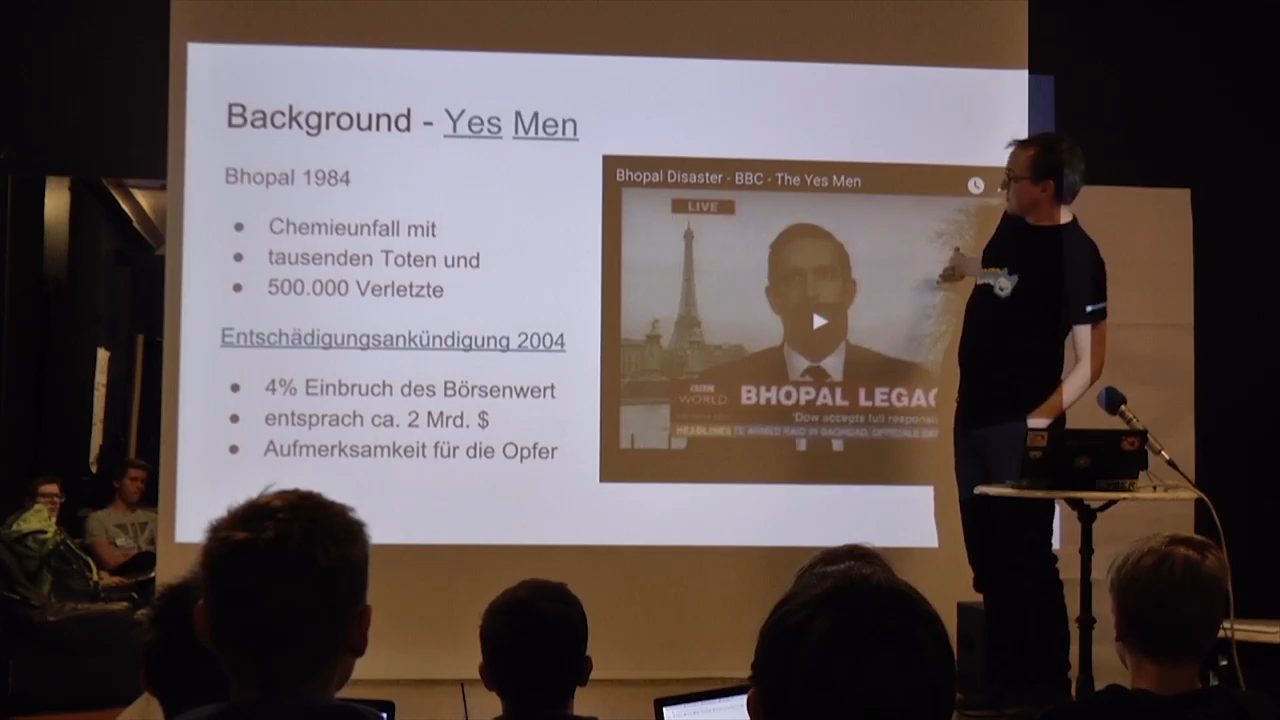 Background - Yes Men
Bhopal 1984
Chemieunfall mit
tausenden Toten und
500.000 Verletzte
Entschädigungsankündigung 2004
4% Einbruch des Börsenwert
entsprach ca. 2 Mrd. $
Aufmerksamkeit für die Opfer
Bhopal Disaster - BBC - The Yes Men
LIVE
BBC
WORLD
BHOPAL LEGAC
'Dow accepts full respons
HEADLINES